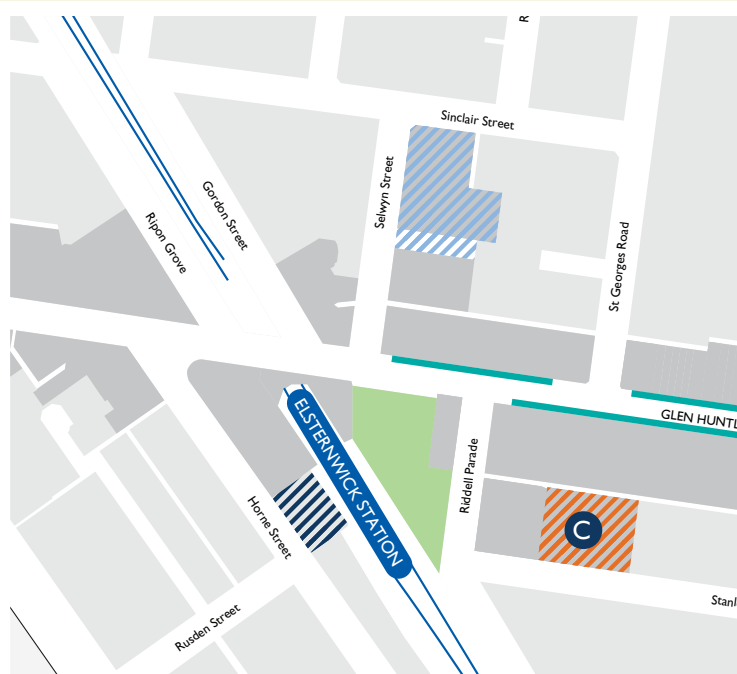 R
Sinclair Street
Selwyn Street
Gordon Street
Ripon Grove
St Georges Road
GLEN HUNTL
ELSTERNWICK STATION
Riddell Parade
C
Horne Street
Stanl
Rusden Street